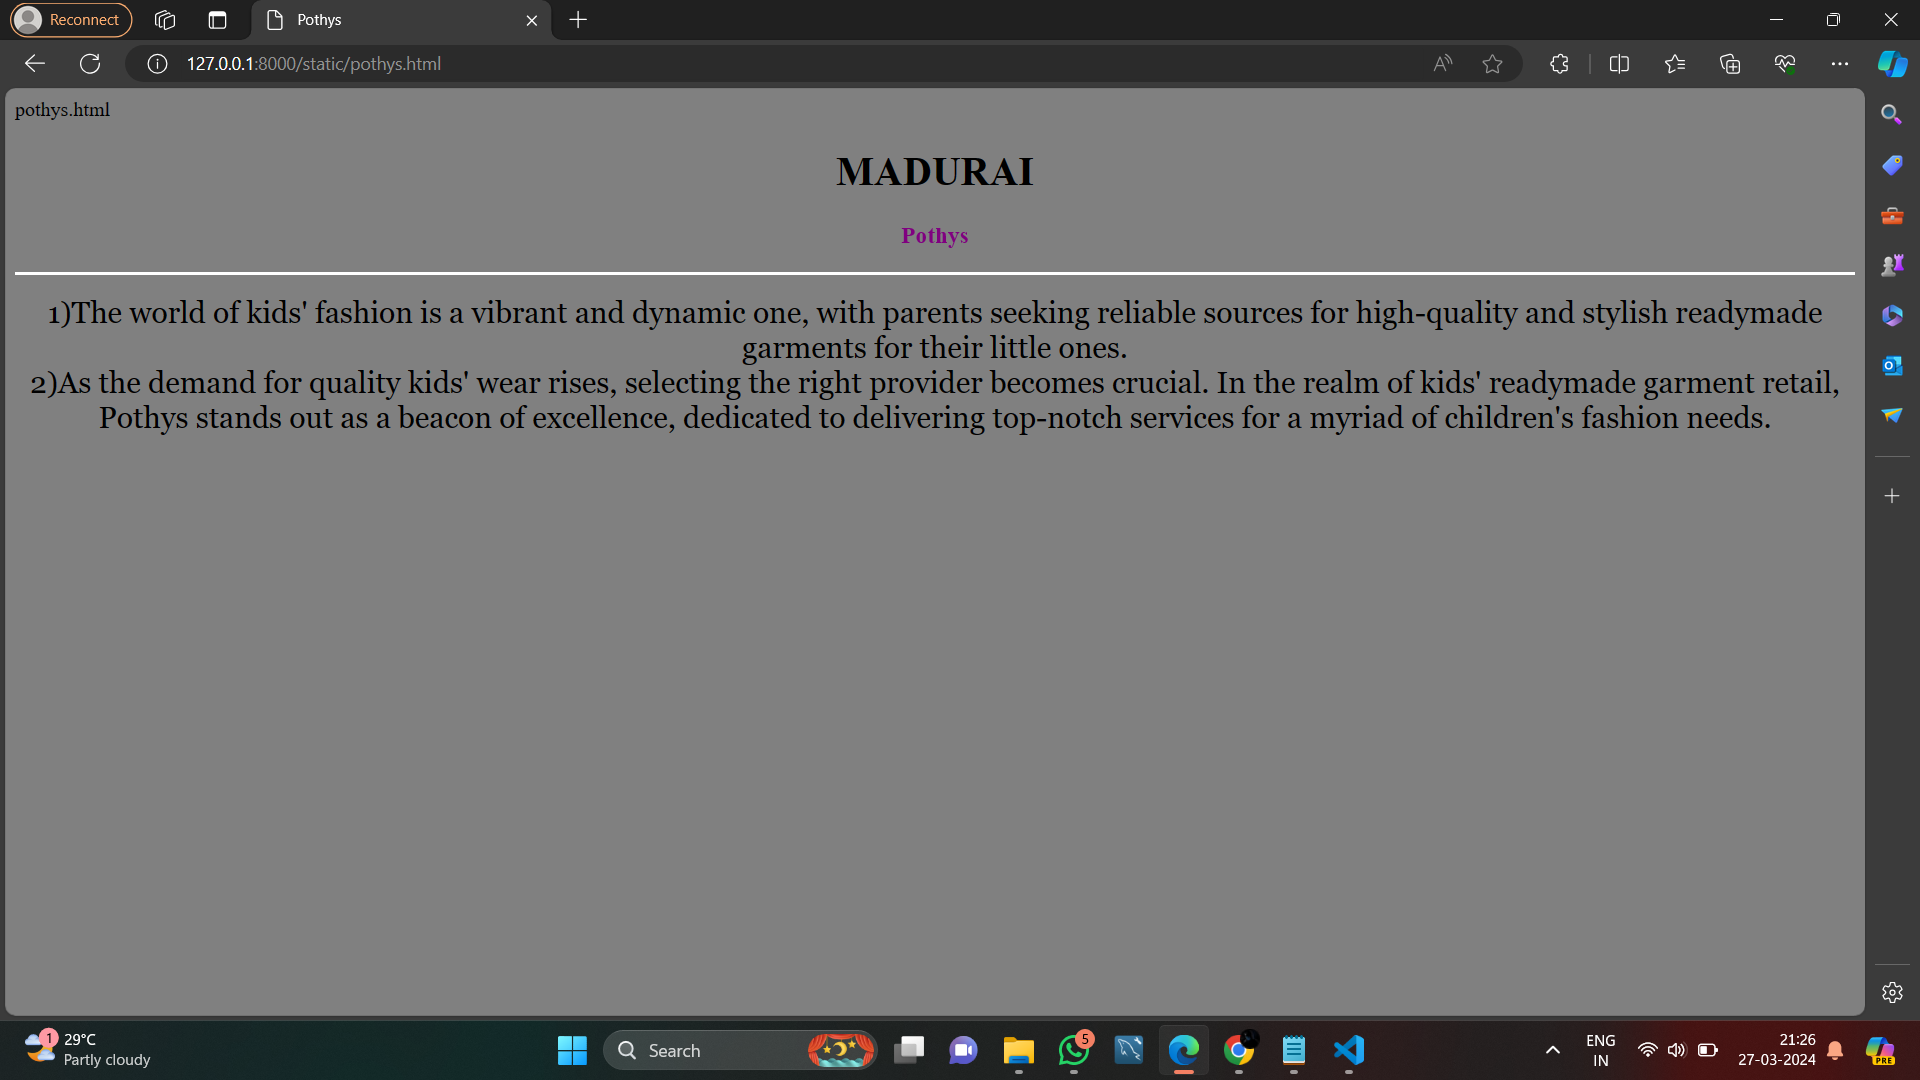 Reconnect
Pothys
127.0.0.1:8000/static/pothys.html
pothys.html
MADURAI
Pothys
1)The world of kids' fashion is a vibrant and dynamic one, with parents seeking reliable sources for high-quality and stylish readymade
garments for their little ones.
2)As the demand for quality kids' wear rises, selecting the right provider becomes crucial. In the realm of kids' readymade garment retail,
Pothys stands out as a beacon of excellence, dedicated to delivering top-notch services for a myriad of children's fashion needs.
1
29°C
Partly cloudy
Search
5
ENG
IN
21:26
27-03-2024
PRE